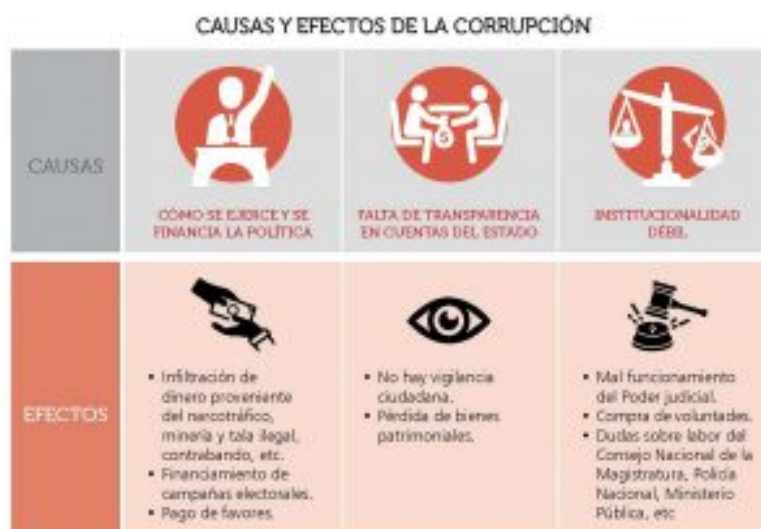 CAUSAS Y EFECTOS DE LA CORRUPCIÓN
CAUSAS
CÓMO SE EJERCE Y SE
FINANCIA LA POLÍTICA
FALTA DE TRANSPARENCIA
EN CUENTAS DEL ESTADO
INSTITUCIONALIDAD
DÉBIL
EFECTOS
• Infiltración de
dinero proveniente
del narcotráfico,
minería y tala ilegal,
contrabando, etc.
• Financiamiento de
campañas electorales.
• Pago de favores.
• No hay vigilancia
ciudadana.
• Pérdida de bienes
patrimoniales.
• Mal funcionamiento
del Poder judicial.
• Compra de voluntades.
• Dudas sobre labor del
Consejo Nacional de la
Magistratura, Policía
Nacional, Ministerio
Pública, etc